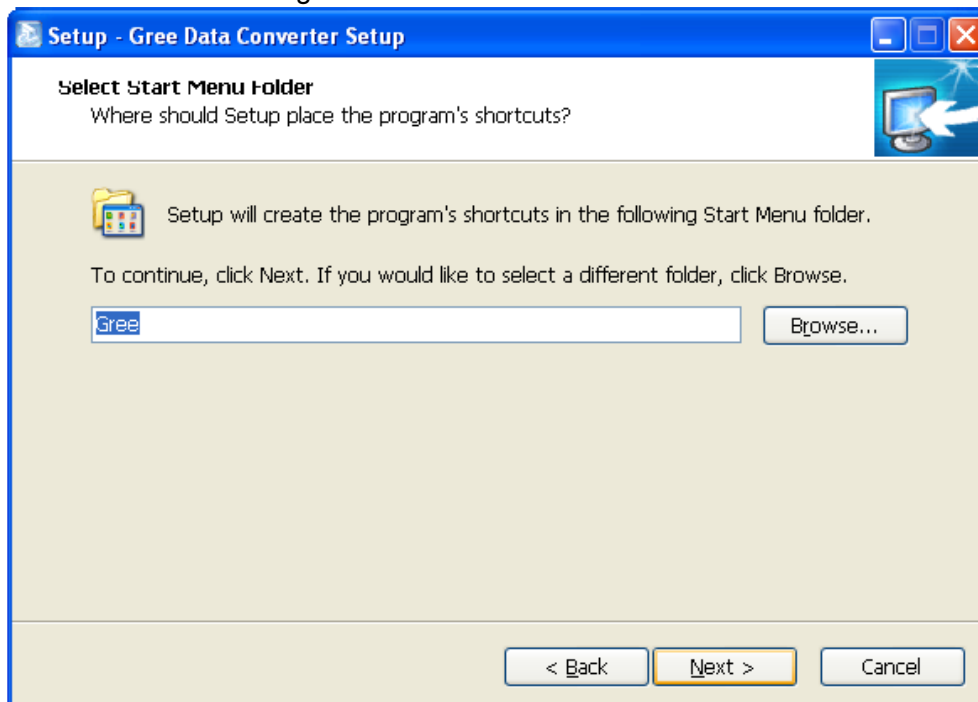 Setup - Gree Data Converter Setup
Select Start Menu Folder
Where should Setup place the program's shortcuts?
Setup will create the program's shortcuts in the following Start Menu folder.
To continue, click Next. If you would like to select a different folder, click Browse.
Gree
Browse...
< Back
Next >
Cancel